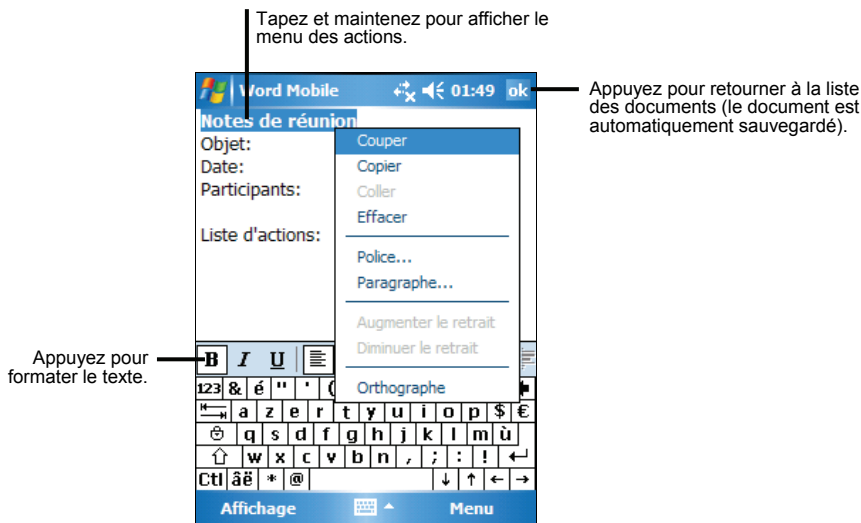 Tapez et maintenez pour afficher le
menu des actions.
Word Mobile 01:49 ok
Appuyez pour retourner à la liste
des documents (le document est
automatiquement sauvegardé).
Notes de réunion
Objet:
Date:
Participants:
Liste d'actions:
Couper
Copier
Coller
Effacer
Police...
Paragraphe...
Augmenter le retrait
Diminuer le retrait
Orthographe
Appuyez pour
formater le texte.
B I U
123 & é " ' (
a z e r t y u i o p $ €
q s d f g h j k l m ù
w x c v b n , ; : ! 
Ctl âë * @ ↓ ↑ ← →
Affichage Menu